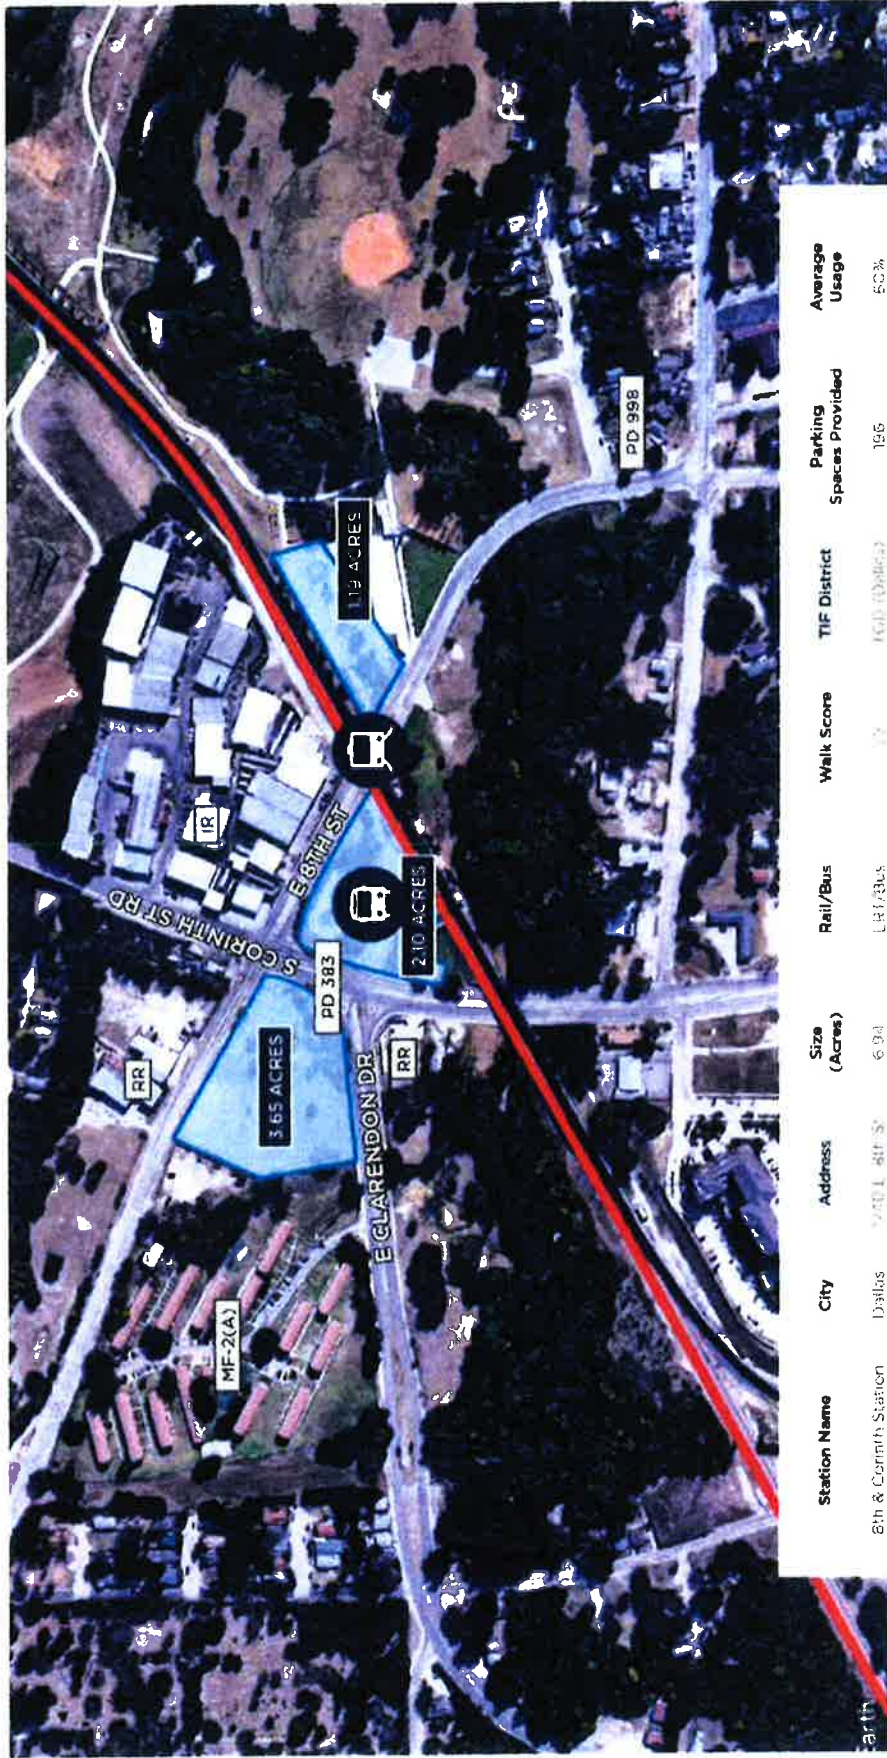 RR
IR
S CORINTH ST RD
E 8TH ST
3.65 ACRES
PD 383
1.19 ACRES
MF-2(A)
2.10 ACRES
RR
E CLARENDON DR
PD 998
Station Name City Address Size (Acres) Rail/Bus Walk Score TIF District Parking Spaces Provided Average Usage
8th & Corinth Station Dallas 6.94 LRT/Bus 196